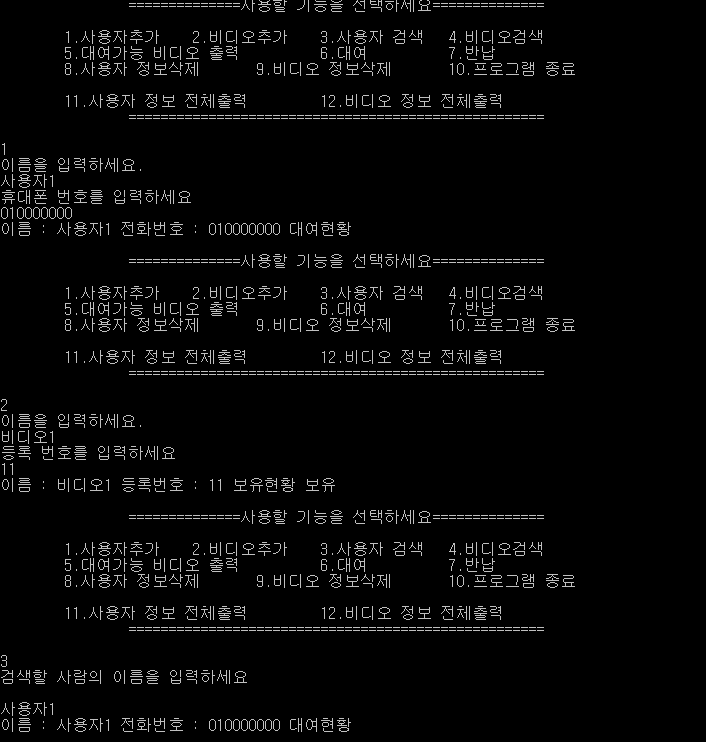 ==============사용할 기능을 선택하세요==============
1.사용자추가 2.비디오추가 3.사용자 검색 4.비디오검색
5.대여가능 비디오 출력 6.대여 7.반납
8.사용자 정보삭제 9.비디오 정보삭제 10.프로그램 종료
11.사용자 정보 전체출력 12.비디오 정보 전체출력
====================================================
1
이름을 입력하세요.
사용자1
휴대폰 번호를 입력하세요
010000000
이름 : 사용자1 전화번호 : 010000000 대여현황
==============사용할 기능을 선택하세요==============
1.사용자추가 2.비디오추가 3.사용자 검색 4.비디오검색
5.대여가능 비디오 출력 6.대여 7.반납
8.사용자 정보삭제 9.비디오 정보삭제 10.프로그램 종료
11.사용자 정보 전체출력 12.비디오 정보 전체출력
====================================================
2
이름을 입력하세요.
비디오1
등록 번호를 입력하세요
11
이름 : 비디오1 등록번호 : 11 보유현황 보유
==============사용할 기능을 선택하세요==============
1.사용자추가 2.비디오추가 3.사용자 검색 4.비디오검색
5.대여가능 비디오 출력 6.대여 7.반납
8.사용자 정보삭제 9.비디오 정보삭제 10.프로그램 종료
11.사용자 정보 전체출력 12.비디오 정보 전체출력
====================================================
3
검색할 사람의 이름을 입력하세요
사용자1
이름 : 사용자1 전화번호 : 010000000 대여현황